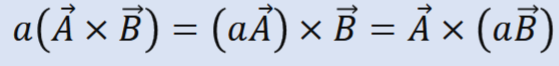 a(A⃗ × B⃗) = (aA⃗) × B⃗ = A⃗ × (aB⃗)